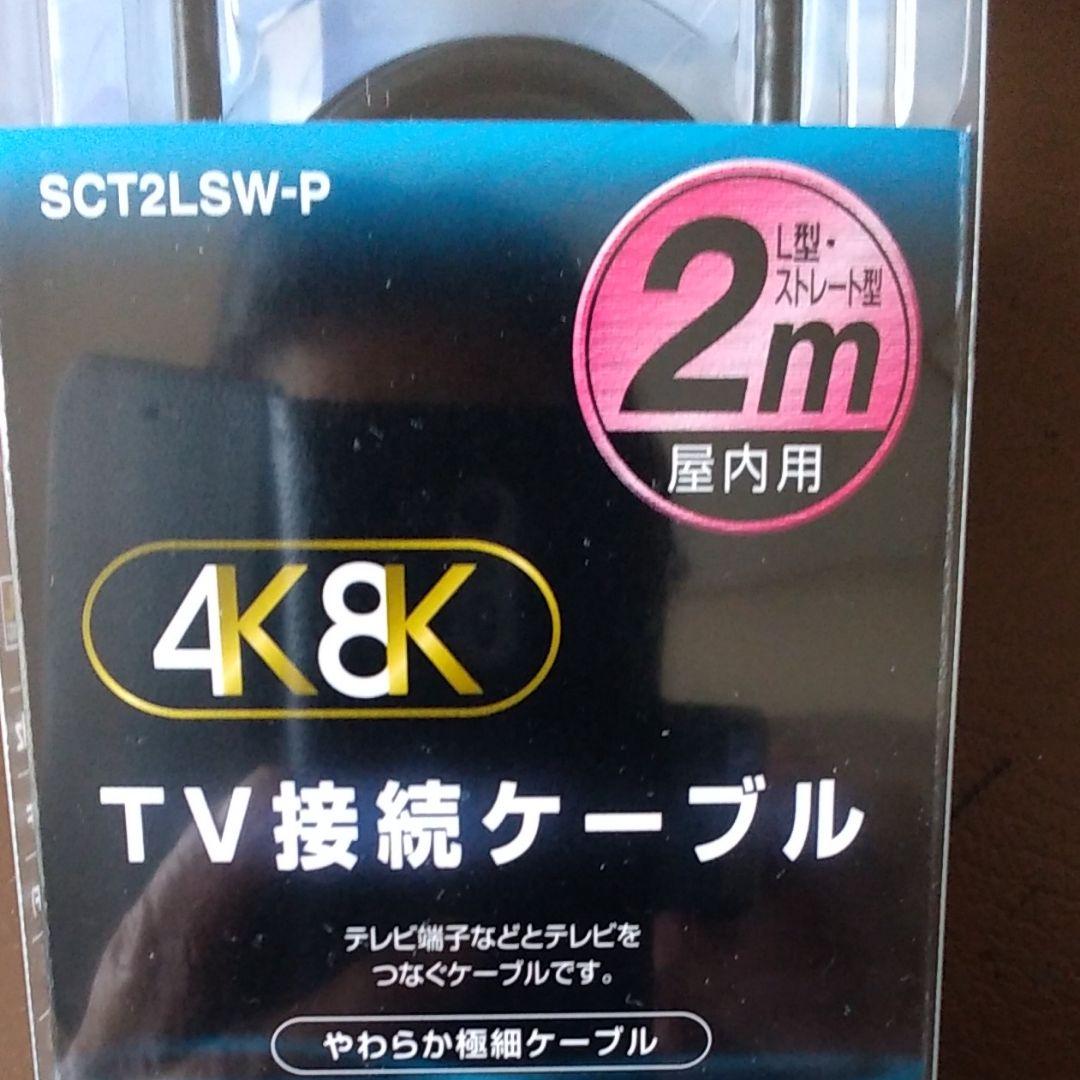 SCT2LSW-P
L型・
ストレート型
2m
屋内用
4K8K
TV接続ケーブル
テレビ端子などとテレビを
つなぐケーブルです。
やわらか極細ケーブル